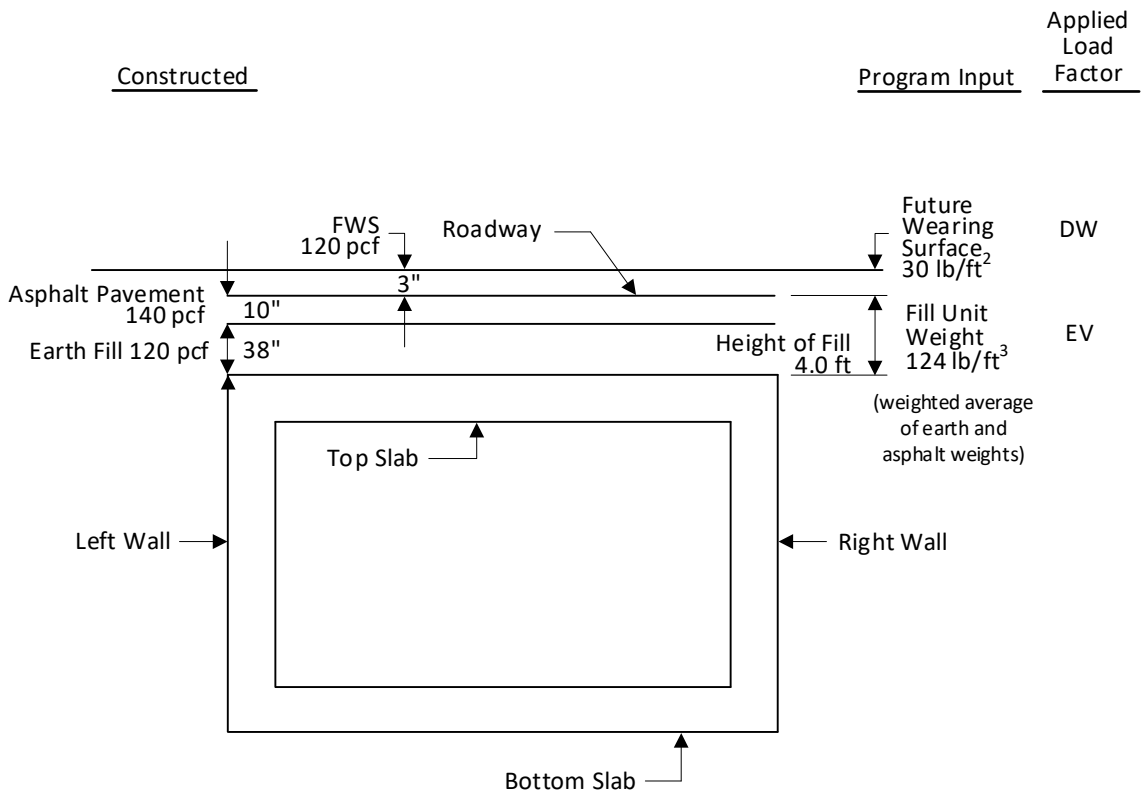 Constructed
Program Input
Applied
Load
Factor
FWS
120 pcf
Roadway
Future
Wearing
Surface
30 lb/ft²
DW
3"
Asphalt Pavement
140 pcf
10"
Earth Fill 120 pcf
38"
Height of Fill
4.0 ft
Fill Unit
Weight
124 lb/ft³
EV
(weighted average
of earth and
asphalt weights)
Top Slab
Left Wall
Right Wall
Bottom Slab